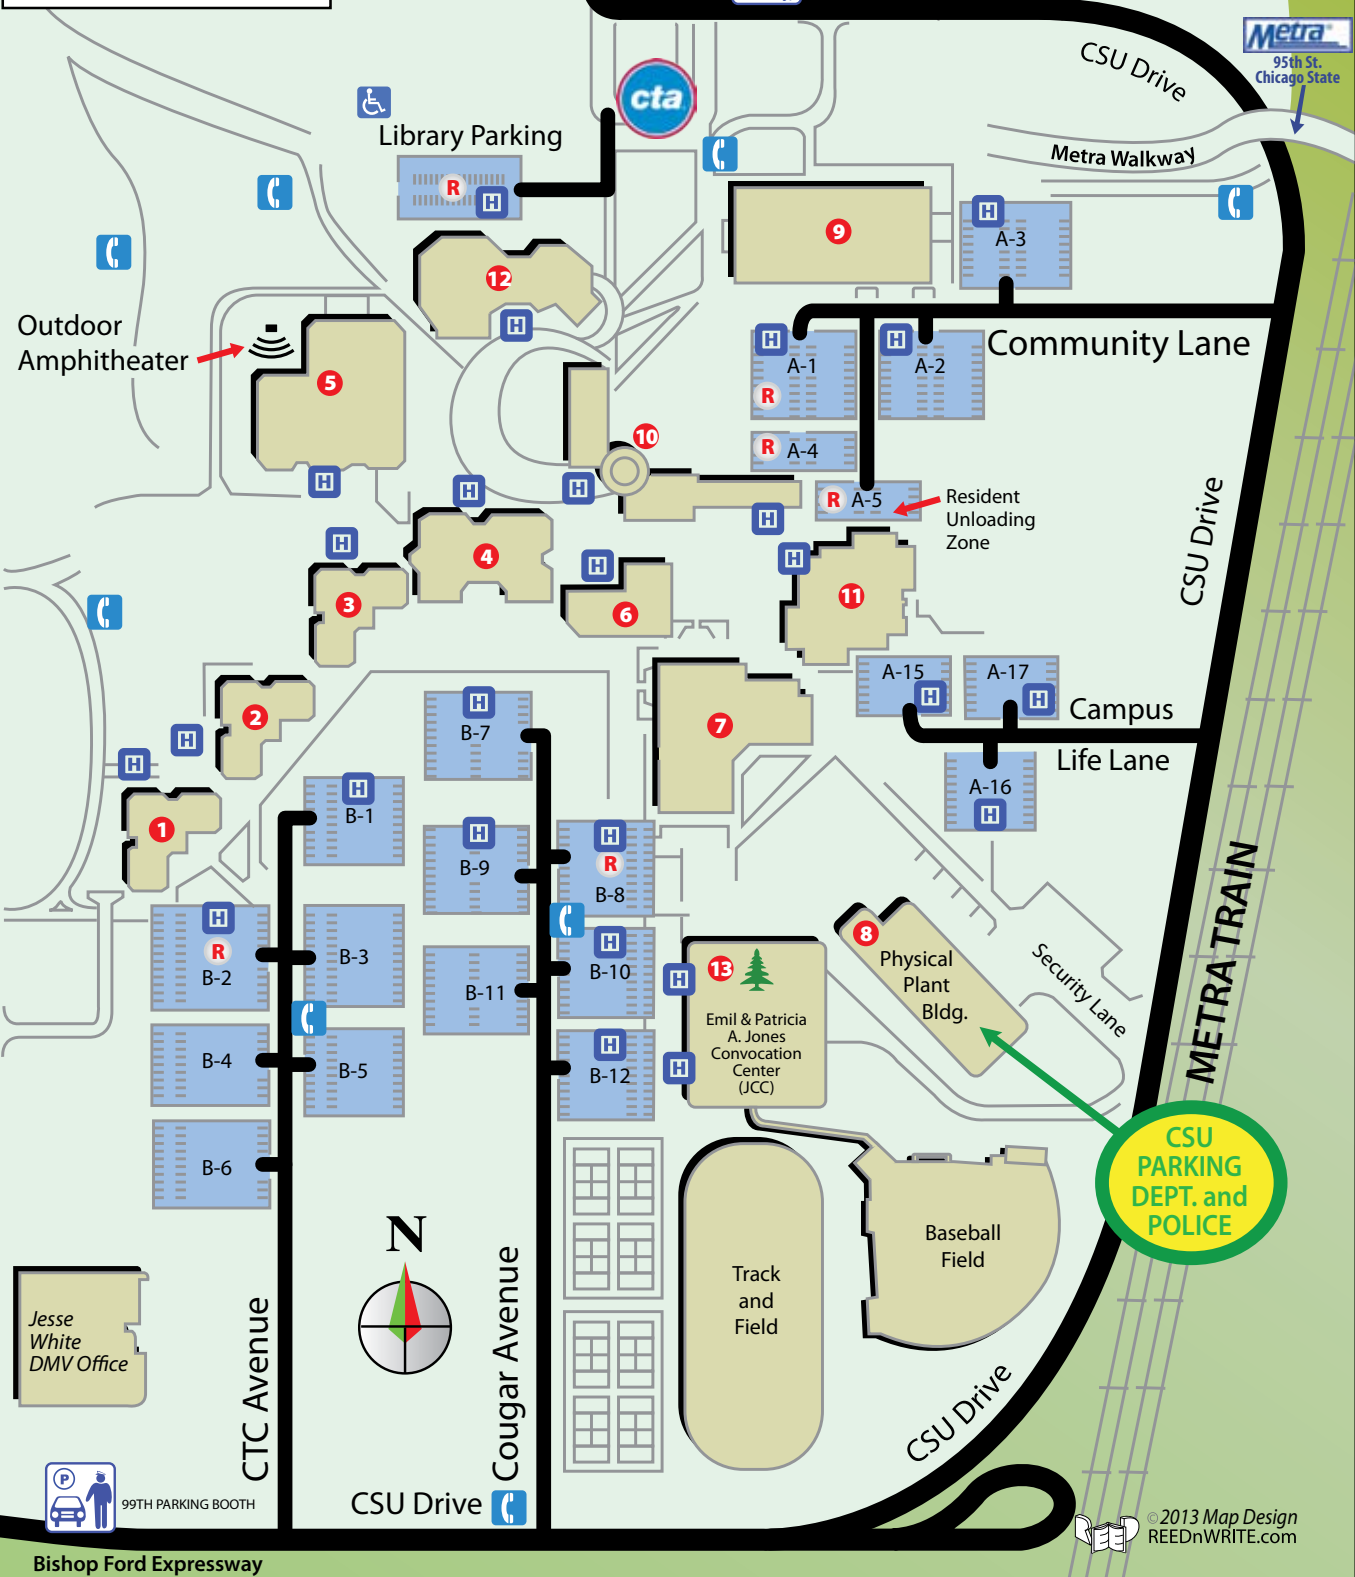 CSU Drive
Metra
95th St.
Chicago State
cta
Library Parking
Metra Walkway
R
H
9
H
A-3
12
H
Outdoor
Amphitheater
5
H
A-1
R
H
A-2
Community Lane
10
R
A-4
H
H
H
R
A-5
Resident
Unloading
Zone
H
CSU Drive
H
4
H
3
H
6
H
11
2
H
H
1
H
B-7
7
A-15
H
A-17
H
Campus
Life Lane
A-16
H
H
B-1
H
B-9
H
R
B-8
H
R
B-2
B-3
B-11
H
B-10
H
13
Emil & Patricia
A. Jones
Convocation
Center
(JCC)
H
8
Physical
Plant
Bldg.
Security Lane
METRA TRAIN
B-4
B-5
H
B-12
B-6
CSU
PARKING
DEPT. and
POLICE
N
Baseball
Field
Track
and
Field
Jesse
White
DMV Office
CTC Avenue
Cougar Avenue
CSU Drive
P
99TH PARKING BOOTH
CSU Drive
©2013 Map Design
REEDnWRITE.com
Bishop Ford Expressway